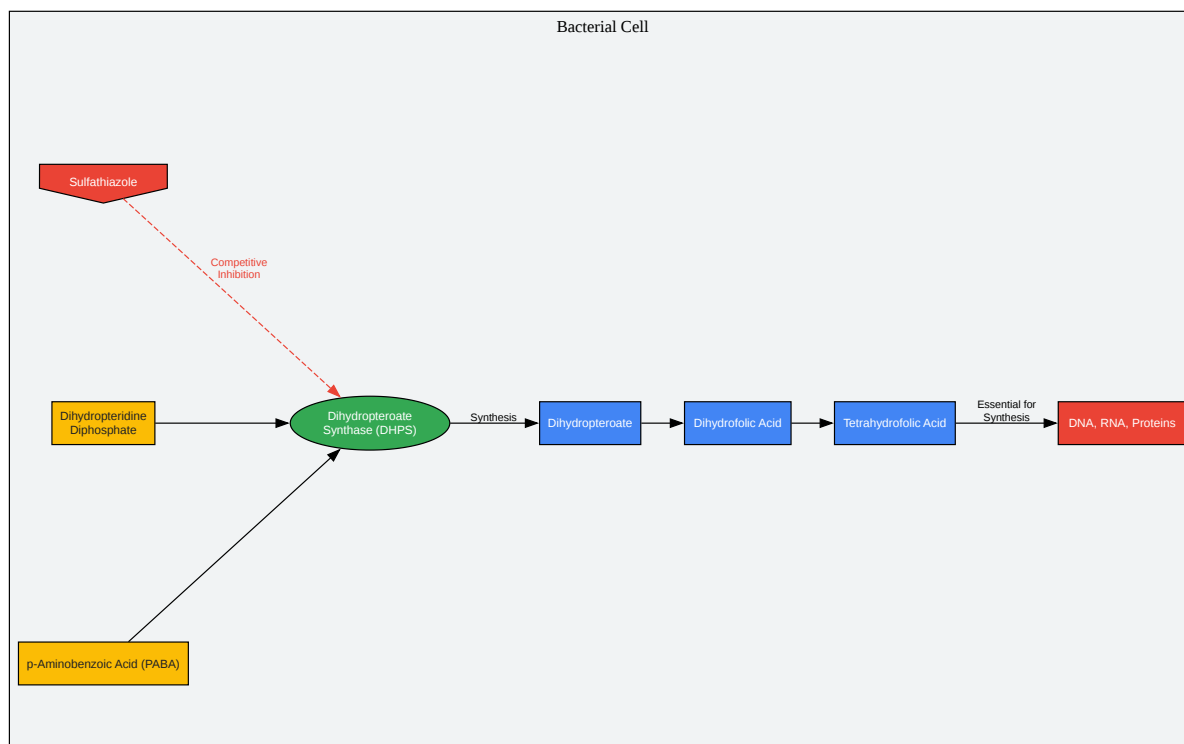 Bacterial Cell
Sulfathiazole
Competitive
Inhibition
Dihydropteridine
Diphosphate
Dihydropteroate
Synthase (DHPS)
Synthesis
Dihydropteroate
Dihydrofolic Acid
Tetrahydrofolic Acid
Essential for
Synthesis
DNA, RNA, Proteins
p-Aminobenzoic Acid (PABA)